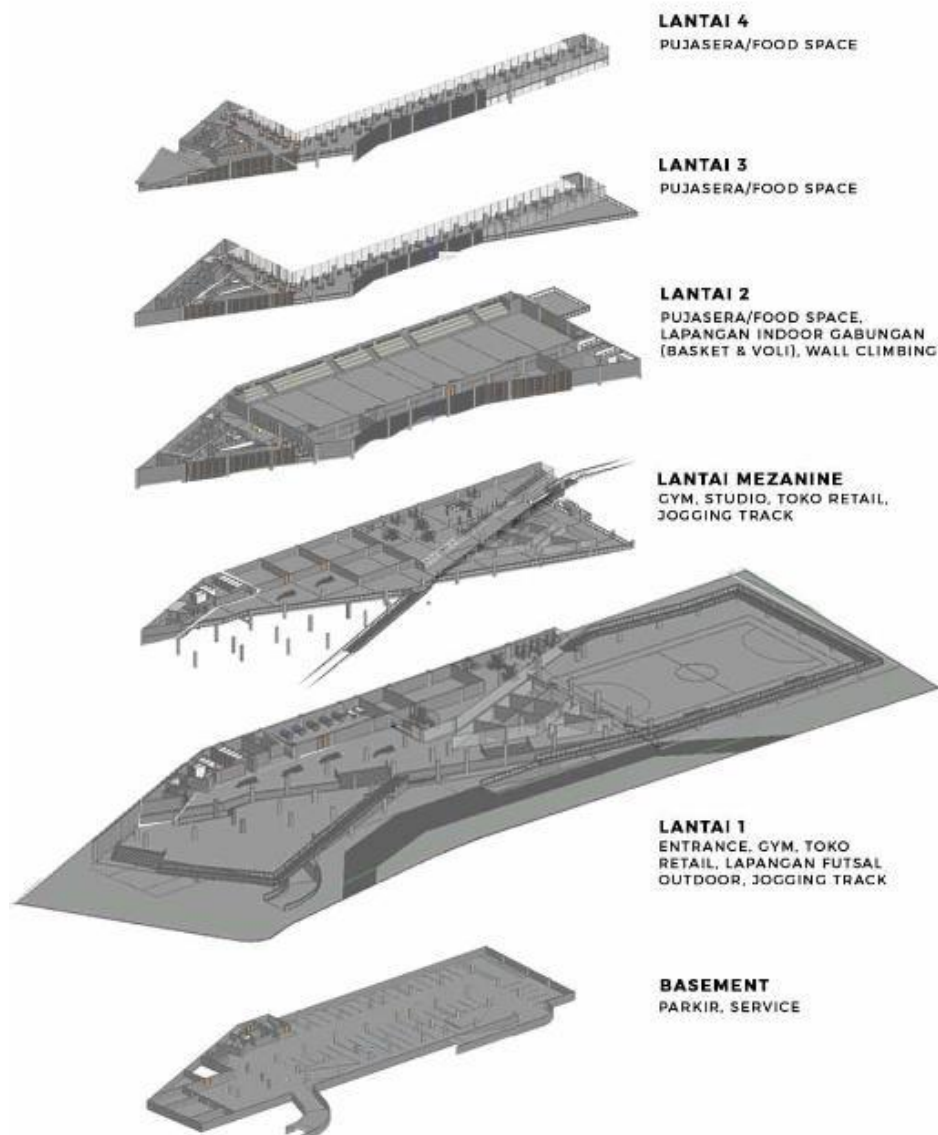 LANTAI 4
PUJASERA/FOOD SPACE
LANTAI 3
PUJASERA/FOOD SPACE
LANTAI 2
PUJASERA/FOOD SPACE,
LAPANGAN INDOOR GABUNGAN
(BASKET & VOLI), WALL CLIMBING
LANTAI MEZANINE
GYM, STUDIO, TOKO RETAIL,
JOGGING TRACK
LANTAI 1
ENTRANCE, GYM, TOKO
RETAIL, LAPANGAN FUTSAL
OUTDOOR, JOGGING TRACK
BASEMENT
PARKIR, SERVICE